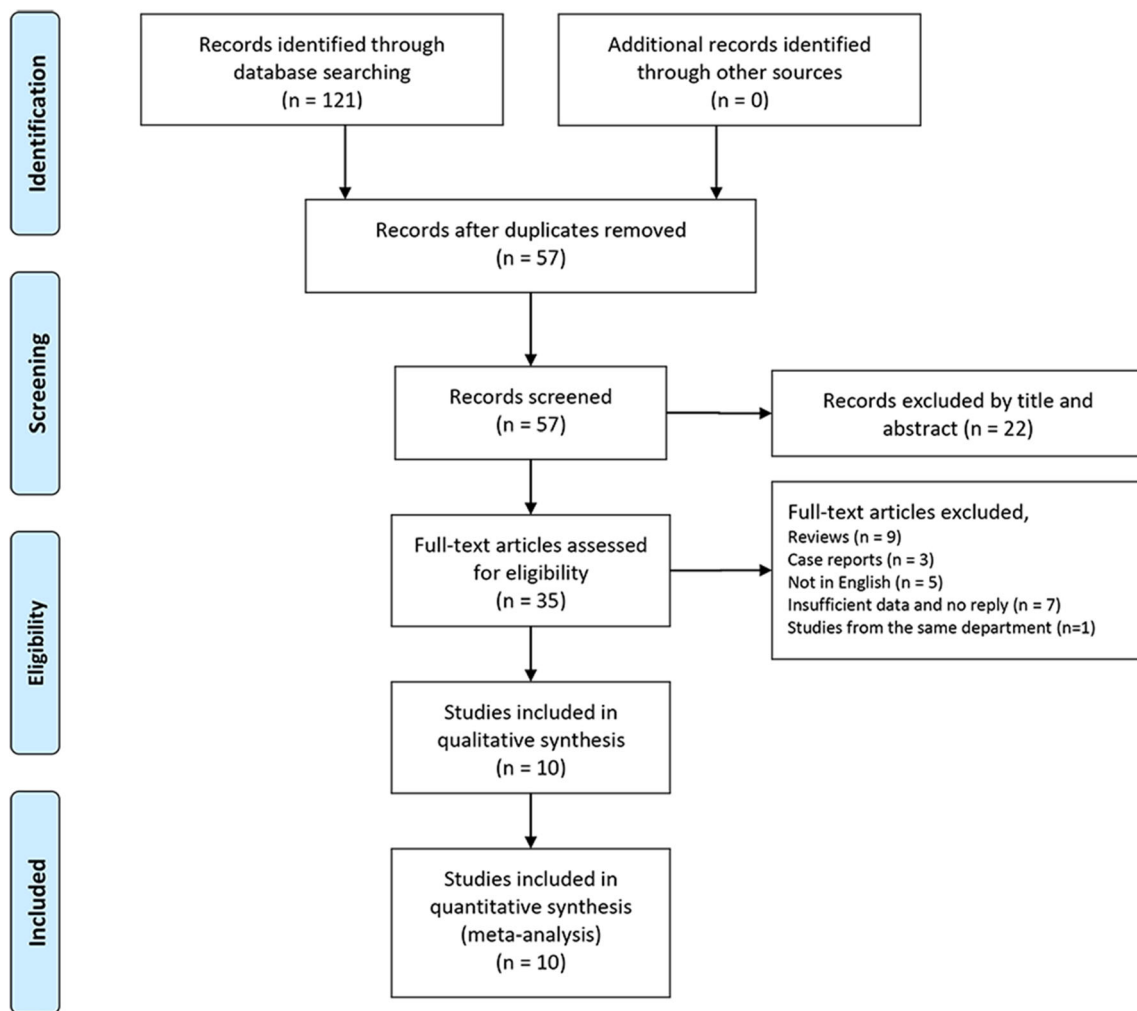 Identification
Records identified through
database searching
(n = 121)
Additional records identified
through other sources
(n = 0)
Records after duplicates removed
(n = 57)
Screening
Records screened
(n = 57)
Records excluded by title and
abstract (n = 22)
Eligibility
Full-text articles assessed
for eligibility
(n = 35)
Full-text articles excluded,
Reviews (n = 9)
Case reports (n = 3)
Not in English (n = 5)
Insufficient data and no reply (n = 7)
Studies from the same department (n=1)
Studies included in
qualitative synthesis
(n = 10)
Included
Studies included in
quantitative synthesis
(meta-analysis)
(n = 10)